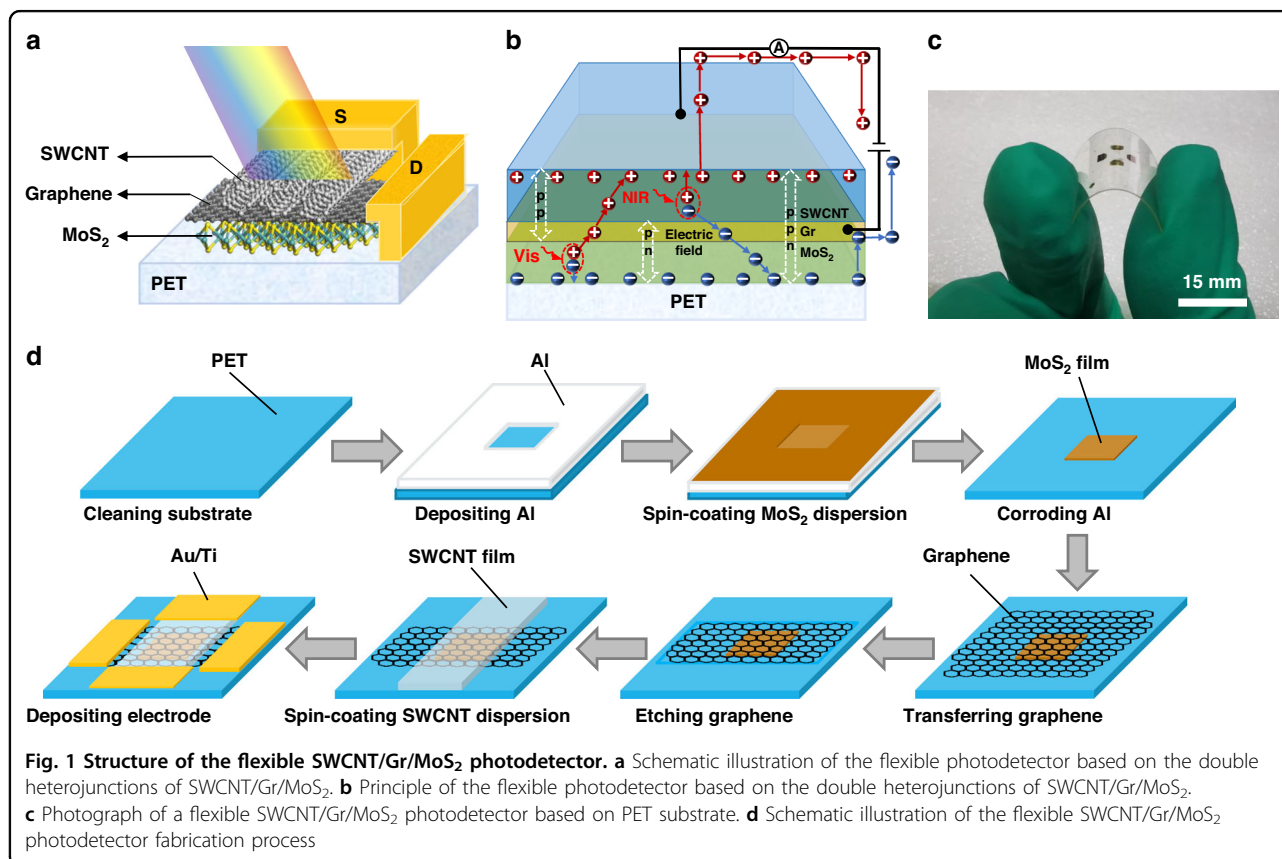 a
S
D
SWCNT
Graphene
MoS₂
PET
b
A
p
p
NIR
p
n
Electric
field
p
p
n
SWCNT
Gr
MoS₂
Vis
PET
c
15 mm
d
PET
Al
MoS₂ film
Cleaning substrate
Depositing Al
Spin-coating MoS₂ dispersion
Corroding Al
Au/Ti
SWCNT film
Graphene
Depositing electrode
Spin-coating SWCNT dispersion
Etching graphene
Transferring graphene
Fig. 1 Structure of the flexible SWCNT/Gr/MoS₂ photodetector. a Schematic illustration of the flexible photodetector based on the double
heterojunctions of SWCNT/Gr/MoS₂. b Principle of the flexible photodetector based on the double heterojunctions of SWCNT/Gr/MoS₂.
c Photograph of a flexible SWCNT/Gr/MoS₂ photodetector based on PET substrate. d Schematic illustration of the flexible SWCNT/Gr/MoS₂
photodetector fabrication process